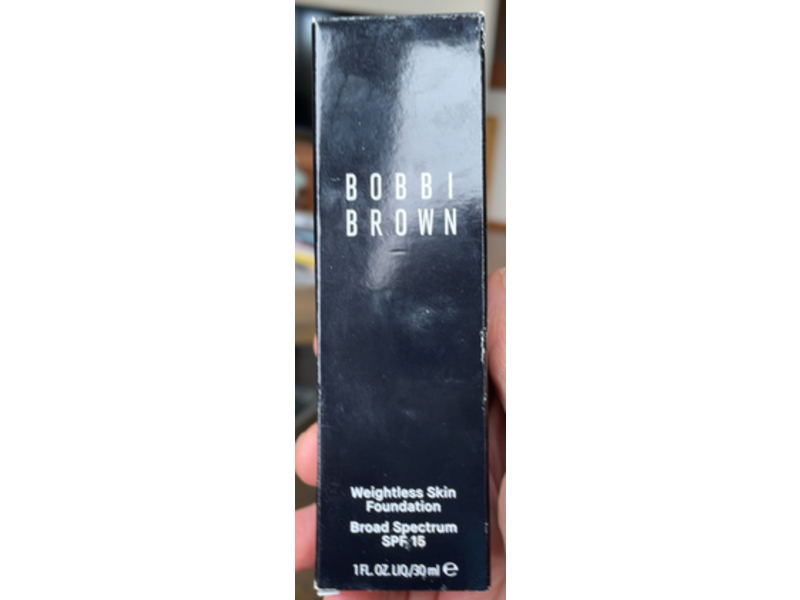 BOBBI
BROWN
Weightless Skin
Foundation
Broad Spectrum
SPF 15
1 FL. OZ. LIQ./30 ml ℮